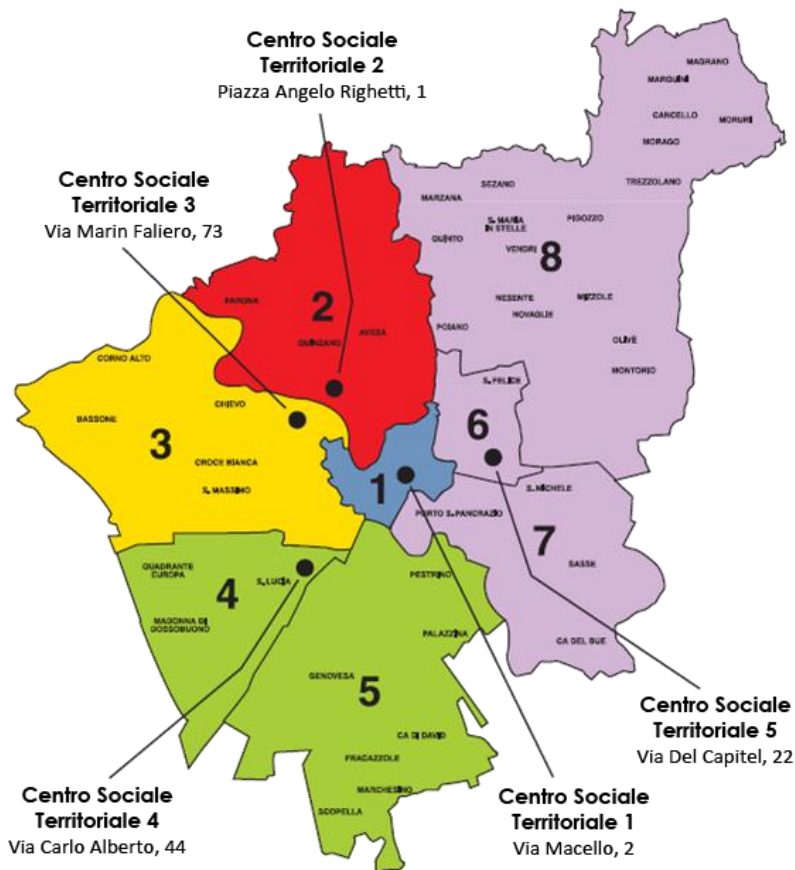 Centro Sociale
Territoriale 2
Piazza Angelo Righetti, 1
Centro Sociale
Territoriale 3
Via Marin Faliero, 73
MAGRANO
MARGUINI
CANCELLO
MORURI
MORAGO
TREZZOLANO
SEZANO
MARZANA
S. MARIA
IN STELLE
PIGOZZO
QUINTO
VENDRI
8
NESENTE
MIZZOLE
NOVAGLIE
POIANO
OLIVÈ
MONTORIO
PARONA
2
QUINZANO
AVESA
CORNO ALTO
CHIEVO
BASSONE
3
CROCE BIANCA
S. MASSIMO
S. FELICE
6
1
S. MICHELE
PORTO S. PANCRAZIO
7
SASSE
CA DEL BUE
QUADRANTE
EUROPA
4
S. LUCIA
MADONNA DI
DOSSOBUONO
PESTRINO
PALAZZINA
GENOVESA
5
CA DI DAVID
FRACAZZOLE
MARCHESINO
SCOPELLA
Centro Sociale
Territoriale 5
Via Del Capitel, 22
Centro Sociale
Territoriale 4
Via Carlo Alberto, 44
Centro Sociale
Territoriale 1
Via Macello, 2